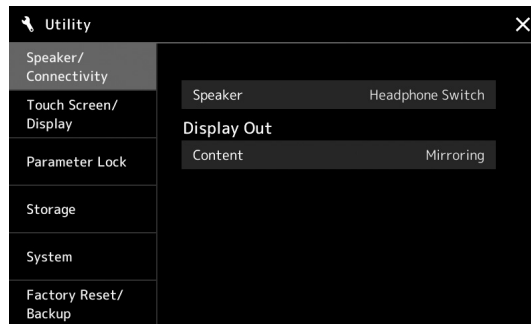 Utility
Speaker/
Connectivity
Touch Screen/
Display
Parameter Lock
Storage
System
Factory Reset/
Backup
Speaker Headphone Switch
Display Out
Content Mirroring